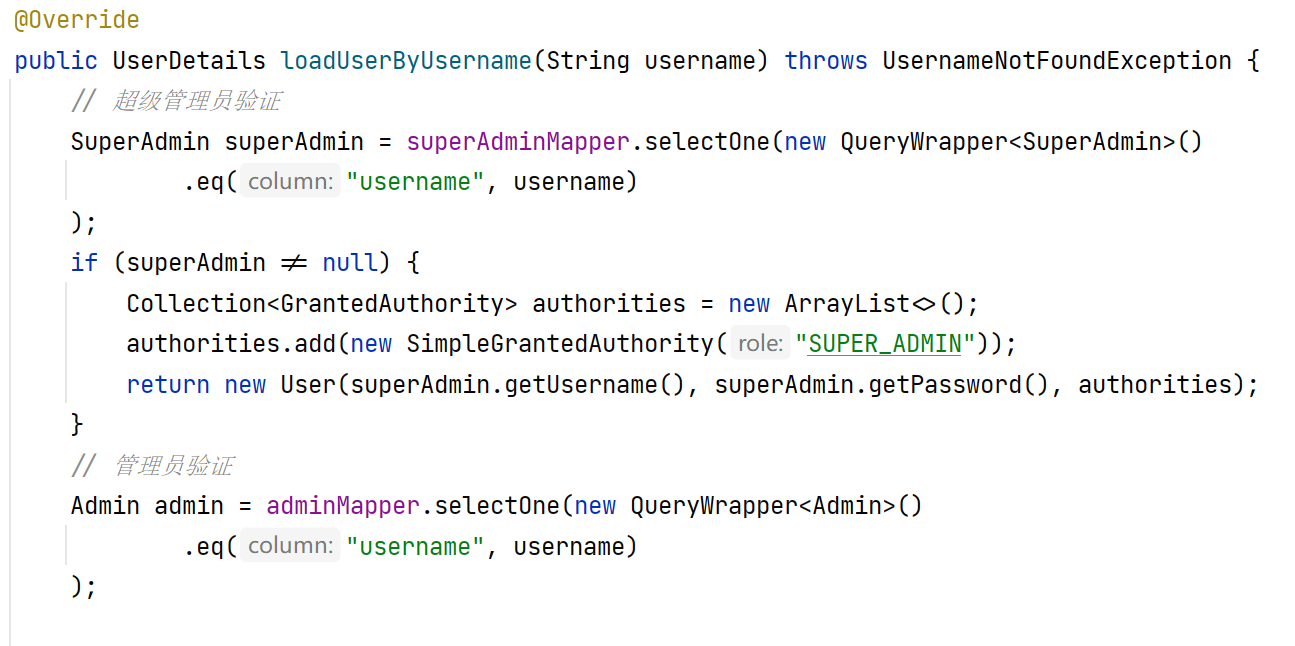 @Override
public UserDetails loadUserByUsername(String username) throws UsernameNotFoundException {
// 超级管理员验证
SuperAdmin superAdmin = superAdminMapper.selectOne(new QueryWrapper<SuperAdmin>()
.eq( column: "username", username)
);
if (superAdmin ≠ null) {
Collection<GrantedAuthority> authorities = new ArrayList<>();
authorities.add(new SimpleGrantedAuthority( role: "SUPER_ADMIN"));
return new User(superAdmin.getUsername(), superAdmin.getPassword(), authorities);
}
// 管理员验证
Admin admin = adminMapper.selectOne(new QueryWrapper<Admin>()
.eq( column: "username", username)
);